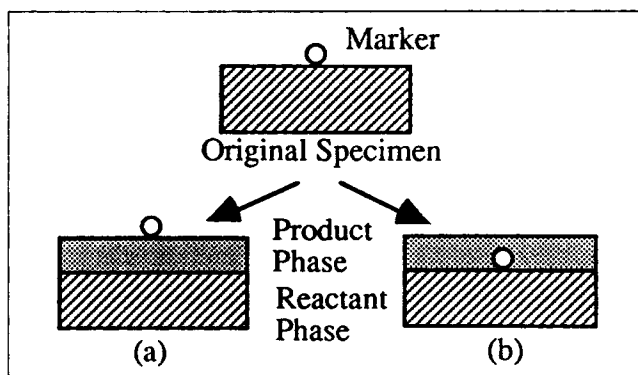 Marker
Original Specimen
Product
Phase
Reactant
Phase
(a)
(b)